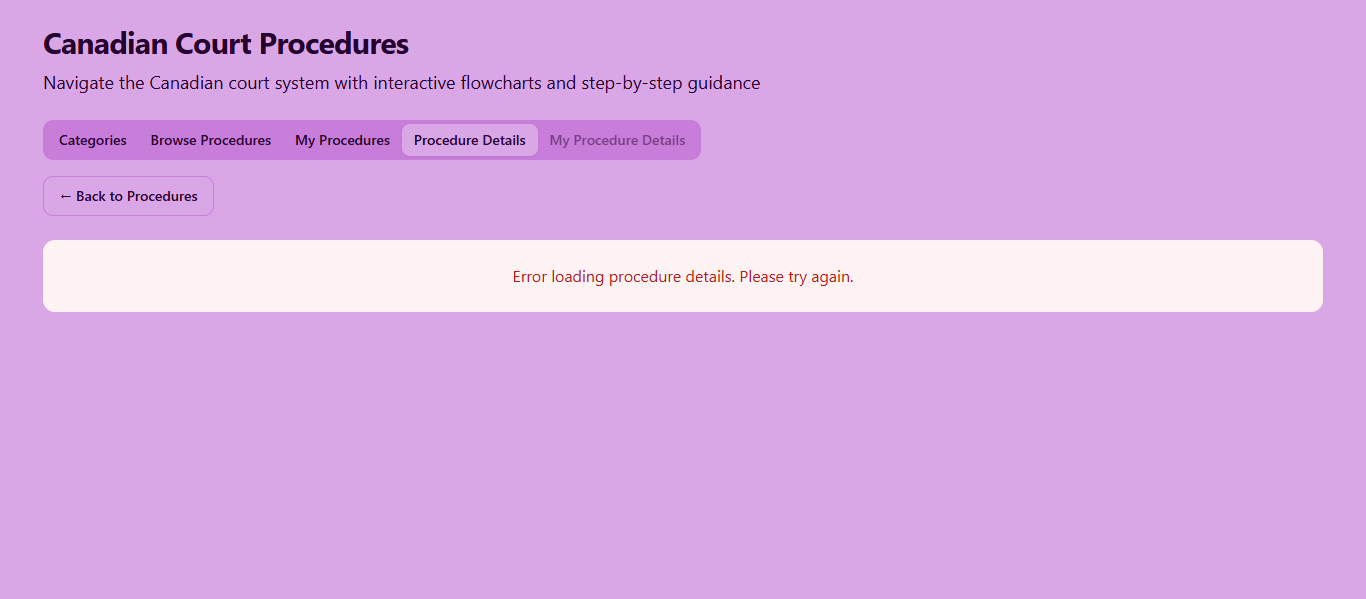 Canadian Court Procedures
Navigate the Canadian court system with interactive flowcharts and step-by-step guidance
Categories Browse Procedures My Procedures Procedure Details My Procedure Details
← Back to Procedures
Error loading procedure details. Please try again.